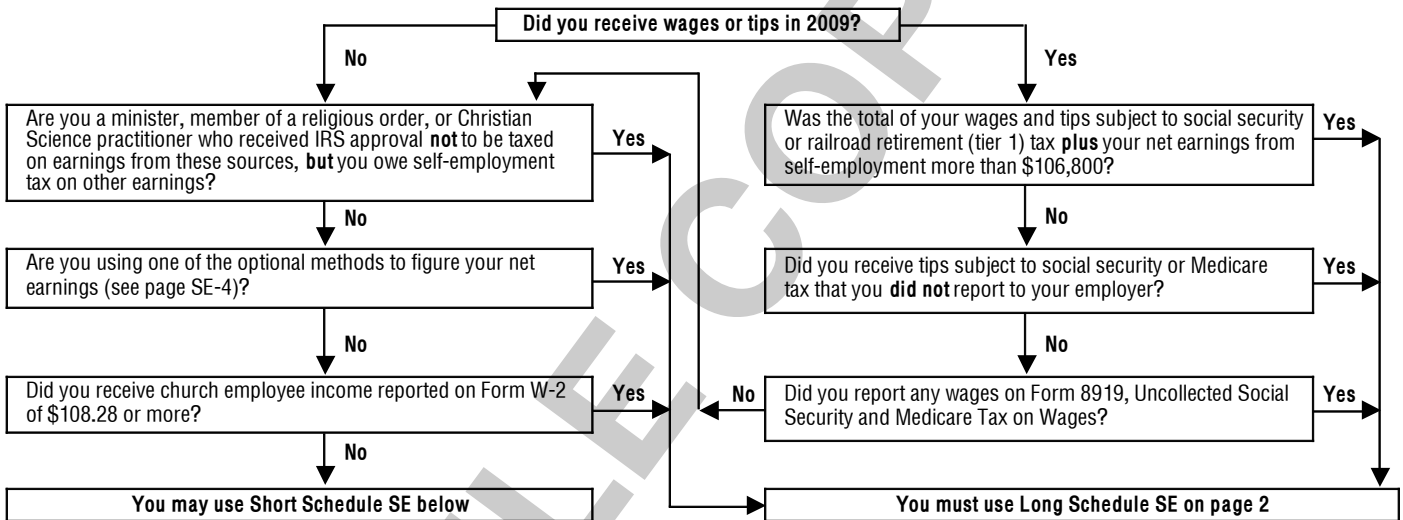 Did you receive wages or tips in 2009?
No
Yes
Are you a minister, member of a religious order, or Christian
Science practitioner who received IRS approval not to be taxed
on earnings from these sources, but you owe self-employment
tax on other earnings?
Yes
No
Are you using one of the optional methods to figure your net
earnings (see page SE-4)?
Yes
No
Did you receive church employee income reported on Form W-2
of $108.28 or more?
Yes
No
You may use Short Schedule SE below
Was the total of your wages and tips subject to social security
or railroad retirement (tier 1) tax plus your net earnings from
self-employment more than $106,800?
Yes
No
Did you receive tips subject to social security or Medicare
tax that you did not report to your employer?
Yes
No
No
Did you report any wages on Form 8919, Uncollected Social
Security and Medicare Tax on Wages?
Yes
You must use Long Schedule SE on page 2